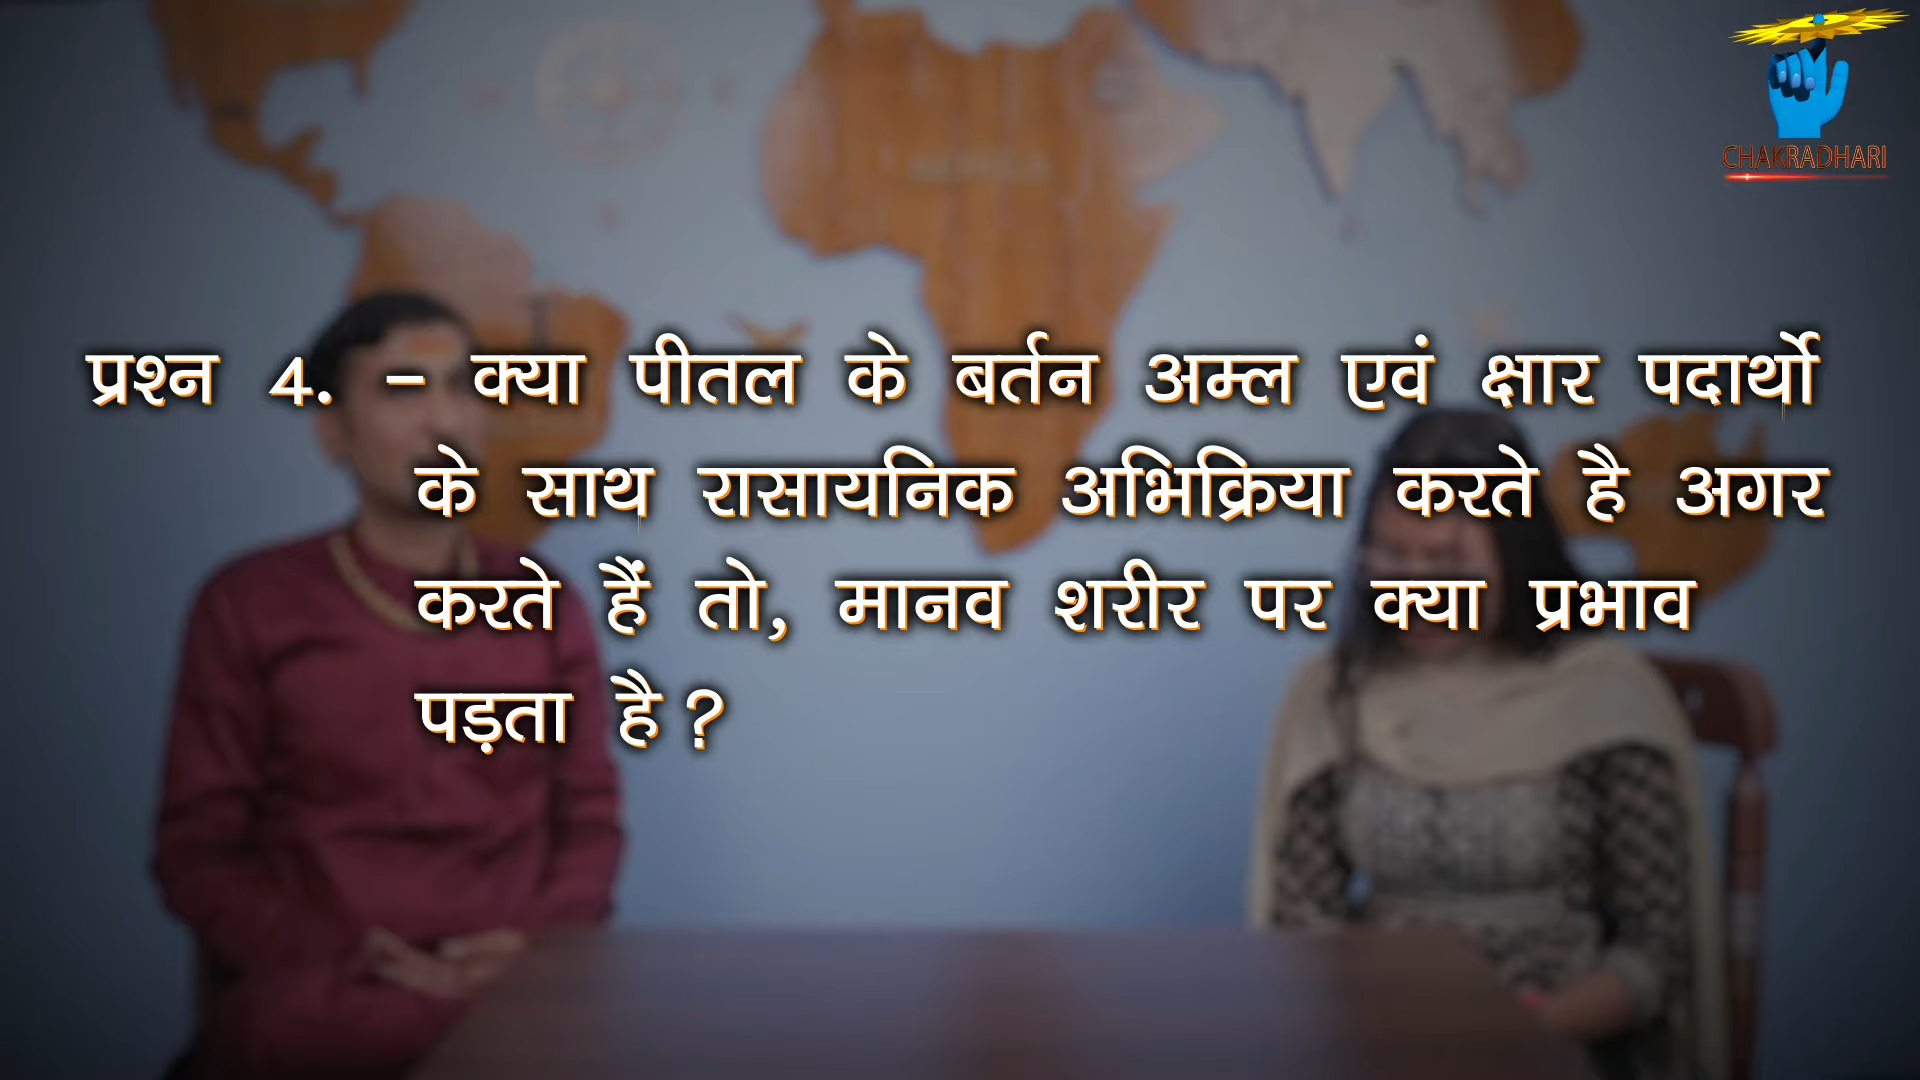 CHAKRADHARI
प्रश्न 4. – क्या पीतल के बर्तन अम्ल एवं क्षार पदार्थो
के साथ रासायनिक अभिक्रिया करते है अगर
करते हैं तो, मानव शरीर पर क्या प्रभाव
पड़ता है ?